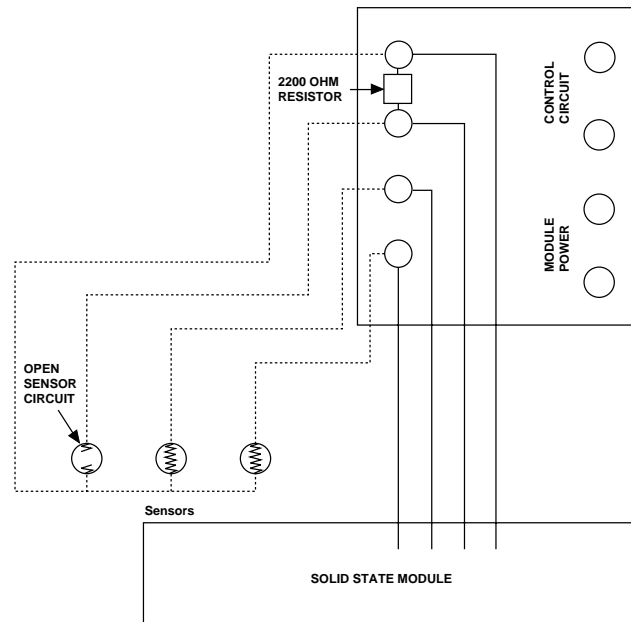 2200 OHM
RESISTOR
CONTROL
CIRCUIT
MODULE
POWER
OPEN
SENSOR
CIRCUIT
Sensors
SOLID STATE MODULE